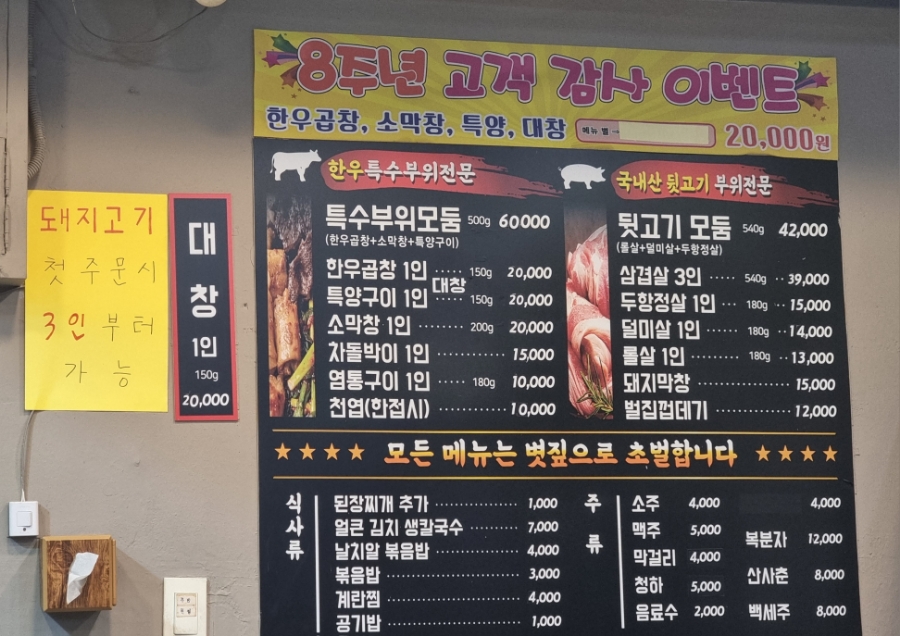 8주년 고객 감사 이벤트
한우곱창, 소막창, 특양, 대창 메뉴 별→ 20,000원
돼지고기
첫 주문시
3인 부터
가능
대창
1인
150g
20,000
한우특수부위전문
특수부위모둠 500g 60000
(한우곱창+소막창+특양구이)
한우곱창 1인 ····· 150g 20,000
대창
특양구이 1인 ····· 150g 20,000
소막창 1인 ········ 200g 20,000
차돌박이 1인 ·············· 15,000
염통구이 1인 ····· 180g 10,000
천엽(한접시) ·············· 10,000
국내산 뒷고기 부위전문
뒷고기 모둠 540g 42,000
(롤살+덜미살+두항정살)
삼겹살 3인 ········ 540g ·· 39,000
두항정살 1인 ····· 180g ·· 15,000
덜미살 1인 ········ 180g ·· 14,000
롤살 1인 ··········· 180g ·· 13,000
돼지막창 ···················· 15,000
벌집껍데기 ················· 12,000
★★★★ 모든 메뉴는 볏짚으로 초벌합니다 ★★★★
식사류
된장찌개 추가 ················ 1,000
얼큰 김치 생칼국수 ········ 7,000
날치알 볶음밥 ················ 4,000
볶음밥 ·························· 3,000
계란찜 ·························· 4,000
공기밥 ·························· 1,000
주류
소주 4,000
맥주 5,000
막걸리 4,000
청하 5,000
음료수 2,000
4,000
복분자 12,000
산사춘 8,000
백세주 8,000